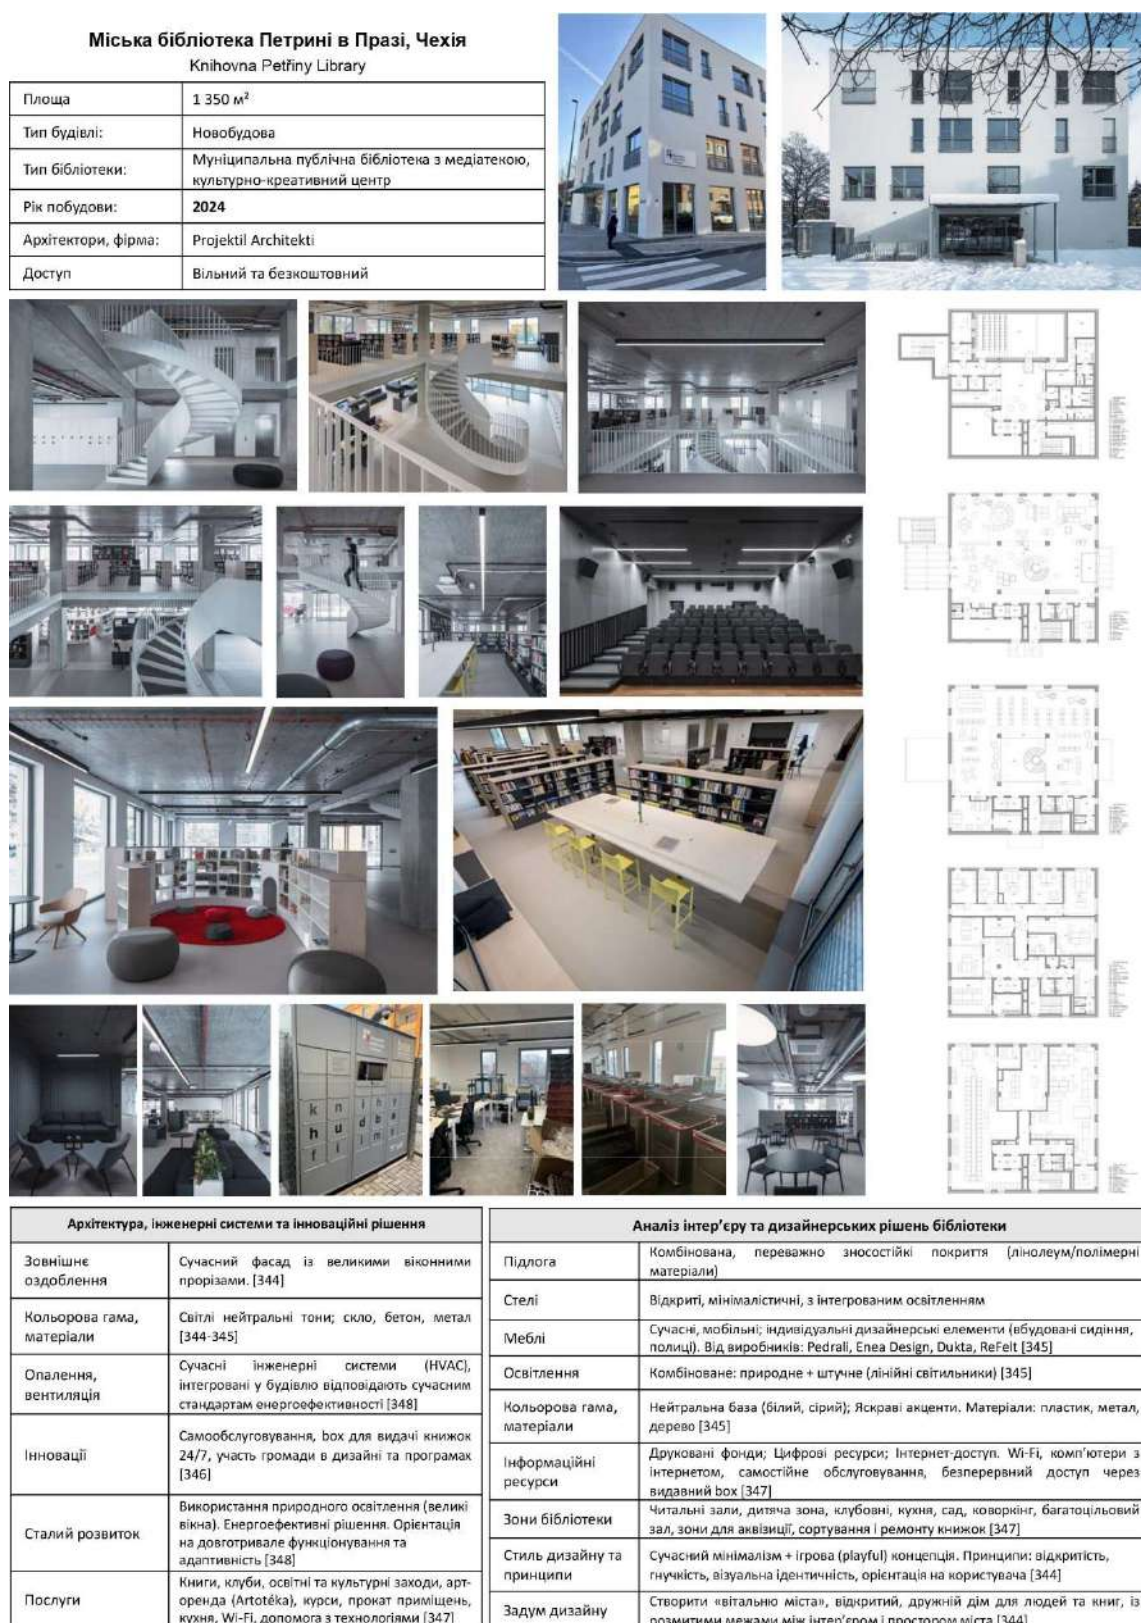 Міська бібліотека Петрині в Празі, Чехія
Knihovna Petřiny Library
Площа
1 350 м²
Тип будівлі:
Новобудова
Тип бібліотеки:
Муніципальна публічна бібліотека з медіатекою,
культурно-креативний центр
Рік побудови:
2024
Архітектори, фірма:
Projektil Architekti
Доступ
Вільний та безкоштовний
k n i h
h o b
u d k
f i n m
Архітектура, інженерні системи та інноваційні рішення
Зовнішнє
оздоблення
Сучасний фасад із великими віконними
прорізами. [344]
Кольорова гама,
матеріали
Світлі нейтральні тони; скло, бетон, метал
[344-345]
Опалення,
вентиляція
Сучасні інженерні системи (HVAC),
інтегровані у будівлю відповідають сучасним
стандартам енергоефективності [348]
Інновації
Самообслуговування, box для видачі книжок
24/7, участь громади в дизайні та програмах
[346]
Сталий розвиток
Використання природного освітлення (великі
вікна). Енергоефективні рішення. Орієнтація
на довготривале функціонування та
адаптивність [348]
Послуги
Книги, клуби, освітні та культурні заходи, арт-
оренда (Artotéka), курси, прокат приміщень,
кухня, Wi-Fi, допомога з технологіями [347]
Аналіз інтер'єру та дизайнерських рішень бібліотеки
Підлога
Комбінована, переважно зносостійкі покриття (лінолеум/полімерні
матеріали)
Стелі
Відкриті, мінімалістичні, з інтегрованим освітленням
Меблі
Сучасні, мобільні; індивідуальні дизайнерські елементи (вбудовані сидіння,
полиці). Від виробників: Pedrali, Enea Design, Dukta, ReFelt [345]
Освітлення
Комбіноване: природне + штучне (лінійні світильники) [345]
Кольорова гама,
матеріали
Нейтральна база (білий, сірий); Яскраві акценти. Матеріали: пластик, метал,
дерево [345]
Інформаційні
ресурси
Друковані фонди; Цифрові ресурси; Інтернет-доступ. Wi-Fi, комп'ютери з
інтернетом, самостійне обслуговування, безперервний доступ через
видавний box [347]
Зони бібліотеки
Читальні зали, дитяча зона, клубовні, кухня, сад, коворкінг, багатоцільовий
зал, зони для аквізиції, сортування і ремонту книжок [347]
Стиль дизайну та
принципи
Сучасний мінімалізм + ігрова (playful) концепція. Принципи: відкритість,
гнучкість, візуальна ідентичність, орієнтація на користувача [344]
Задум дизайну
Створити «вітальню міста», відкритий, дружній дім для людей та книг, із
розмитими межами між інтер'єром і простором міста [344]